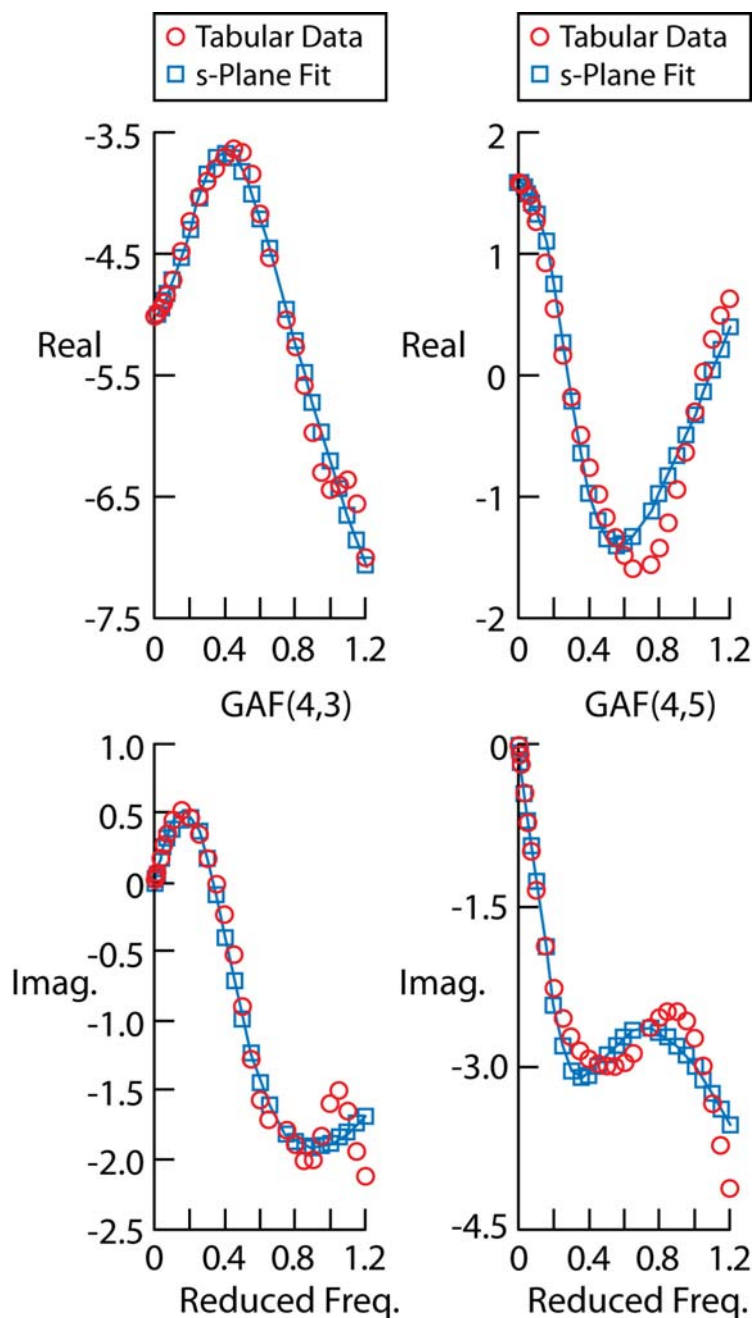 Tabular Data
s-Plane Fit
Tabular Data
s-Plane Fit
-3.5
-4.5
Real
-5.5
-6.5
-7.5
0 0.4 0.8 1.2
GAF(4,3)
2
1
Real
0
-1
-2
0 0.4 0.8 1.2
GAF(4,5)
1.0
0.5
0
-0.5
Imag.
-1.0
-1.5
-2.0
-2.5
0 0.4 0.8 1.2
Reduced Freq.
0
-1.5
Imag.
-3.0
-4.5
0 0.4 0.8 1.2
Reduced Freq.